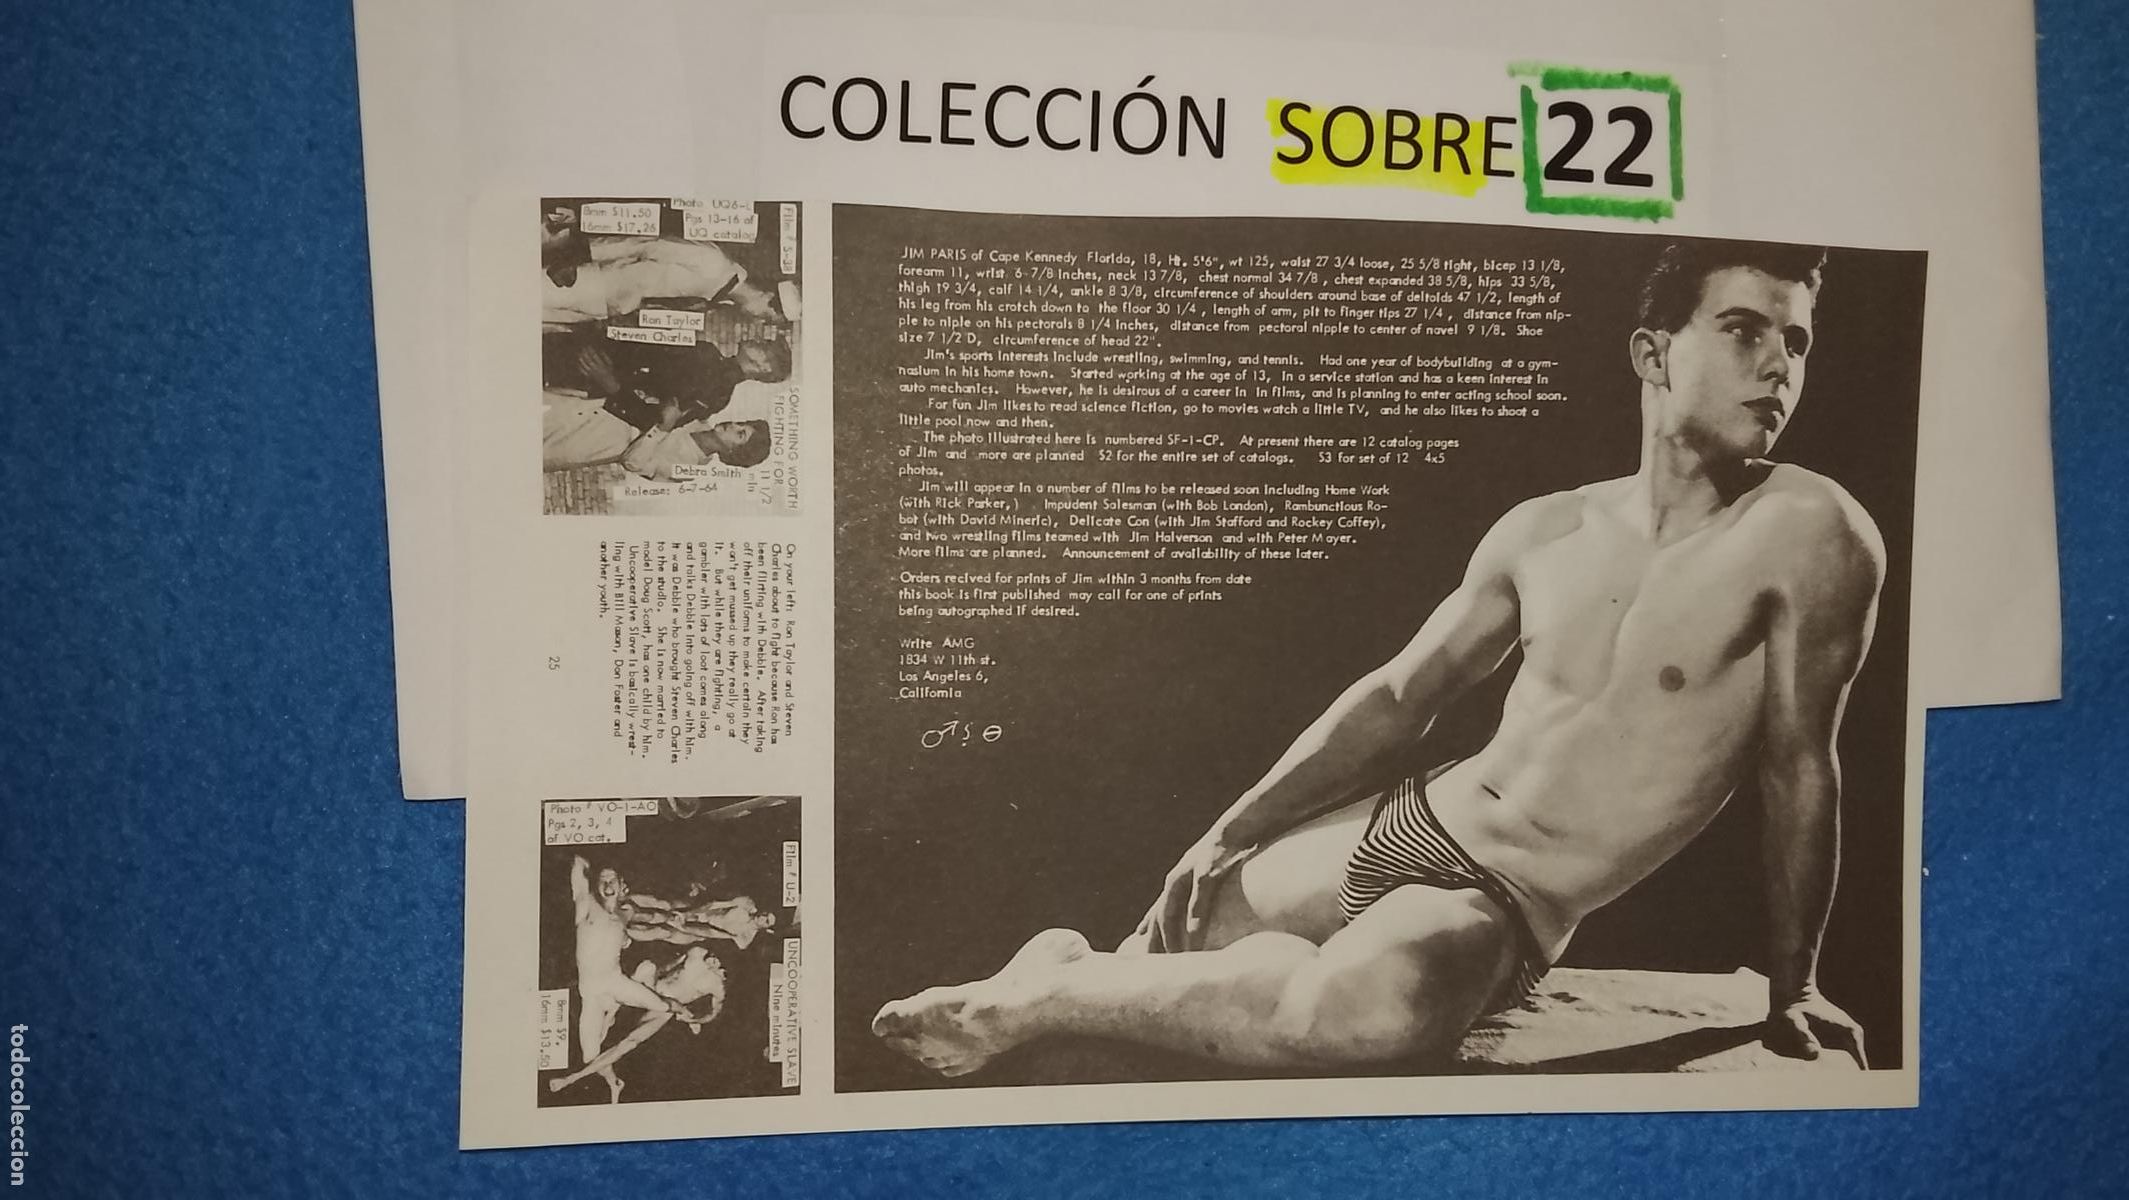 COLECCIÓN SOBRE 22
8mm $11.50
16mm $17.26
Photo UQ6-L
Pgs 13-16 of
UQ catalog
Film # S-38
Ron Taylor
Steven Charles
SOMETHING WORTH
FIGHTING FOR
11 1/2
min
Debra Smith
Release: 6-7-64
On your left: Ron Taylor and Steven
Charles about to fight because Ron has
been flirting with Debbie. After taking
off their uniforms to make certain they
won't get mussed up they really go at
it. But while they are fighting, a
gambler with lots of loot comes along
and talks Debbie into going off with him.
It was Debbie who brought Steven Charles
to the studio. She is now married to
model Doug Scott, has one child by him.
Uncooperative Slave is basically wrest-
ling with Bill Mason, Don Foster and
another youth.
25
Photo # VO-1-AO
Pgs 2, 3, 4
of VO cat.
Film # U-2
UNCOOPERATIVE SLAVE
Nine minutes
8mm $9.
16mm $13.50
JIM PARIS of Cape Kennedy Florida, 18, Ht. 5'6", wt 125, waist 27 3/4 loose, 25 5/8 tight, bicep 13 1/8,
forearm 11, wrist 6 7/8 inches, neck 13 7/8, chest normal 34 7/8 , chest expanded 38 5/8, hips 33 5/8,
thigh 19 3/4, calf 14 1/4, ankle 8 3/8, circumference of shoulders around base of deltoids 47 1/2, length of
his leg from his crotch down to the floor 30 1/4 , length of arm, pit to finger tips 27 1/4 , distance from nip-
ple to niple on his pectorals 8 1/4 inches, distance from pectoral nipple to center of navel 9 1/8. Shoe
size 7 1/2 D, circumference of head 22".
Jim's sports interests include wrestling, swimming, and tennis. Had one year of bodybuilding at a gym-
nasium in his home town. Started working at the age of 13, in a service station and has a keen interest in
auto mechanics. However, he is desirous of a career in in films, and is planning to enter acting school soon.
For fun Jim likes to read science fiction, go to movies watch a little TV, and he also likes to shoot a
little pool now and then.
The photo illustrated here is numbered SF-1-CP. At present there are 12 catalog pages
of Jim and more are planned $2 for the entire set of catalogs. $3 for set of 12 4x5
photos.
Jim will appear in a number of films to be released soon including Home Work
(with Rick Parker,) Impudent Salesman (with Bob London), Rambunctious Ro-
bot (with David Mineric), Delicate Con (with Jim Stafford and Rockey Coffey),
and two wrestling films teamed with Jim Halverson and with Peter Mayer.
More films are planned. Announcement of availability of these later.
Orders recived for prints of Jim within 3 months from date
this book is first published may call for one of prints
being autographed if desired.
Write AMG
1834 W 11th st.
Los Angeles 6,
California
todocoleccion